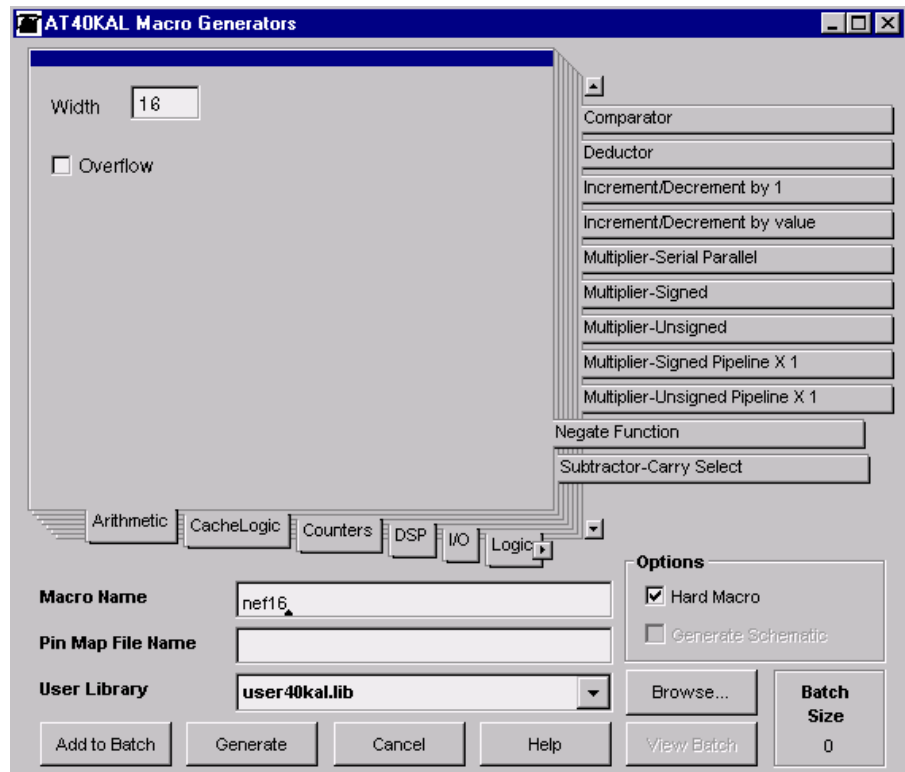 AT40KAL Macro Generators
Width 16
Overflow
Comparator
Deductor
Increment/Decrement by 1
Increment/Decrement by value
Multiplier-Serial Parallel
Multiplier-Signed
Multiplier-Unsigned
Multiplier-Signed Pipeline X 1
Multiplier-Unsigned Pipeline X 1
Negate Function
Subtractor-Carry Select
Arithmetic CacheLogic Counters DSP I/O Logic
Macro Name nef16
Pin Map File Name
User Library user40kal.lib
Options
Hard Macro
Generate Schematic
Browse...
Batch Size
0
Add to Batch Generate Cancel Help View Batch